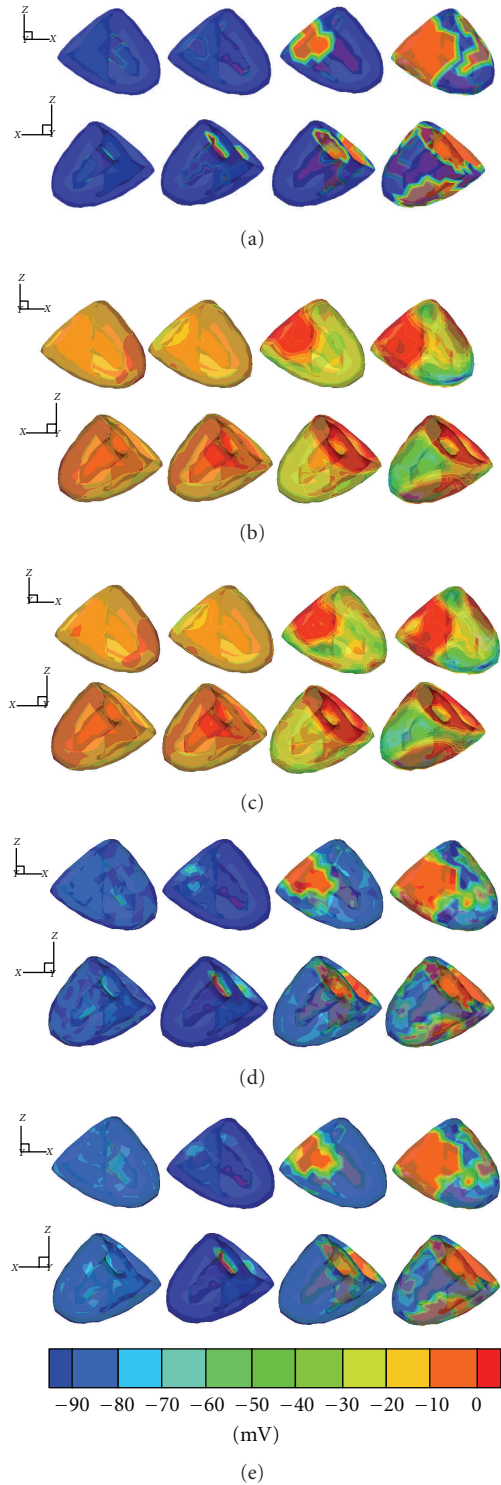 Z
Y X
Z
X Y
(a)
Z
Y X
Z
X Y
(b)
Z
Y X
Z
X Y
(c)
Z
Y X
Z
X Y
(d)
Z
Y X
Z
X Y
−90 −80 −70 −60 −50 −40 −30 −20 −10 0
(mV)
(e)